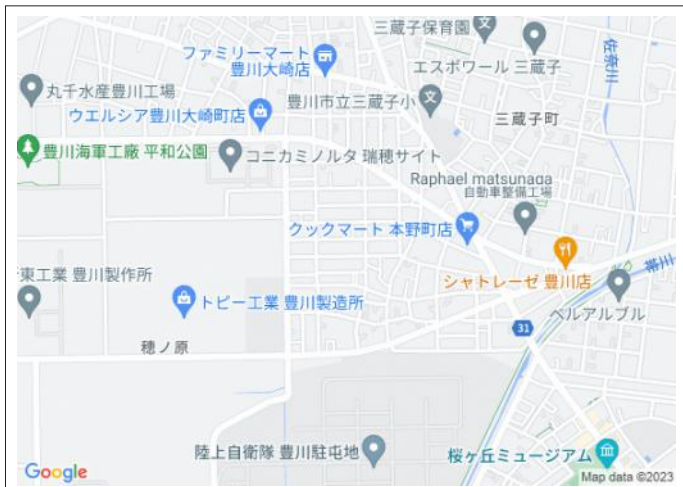 三蔵子保育園
ファミリーマート
豊川大崎店
エスポワール 三蔵子
佐奈川
丸千水産豊川工場
豊川市立三蔵子小
文
文
ウエルシア豊川大崎町店
三蔵子町
豊川海軍工廠 平和公園
コニカミノルタ 瑞穂サイト
Raphael matsunaga
自動車整備工場
クックマート 本野町店
帯川
東工業 豊川製作所
シャトレーゼ 豊川店
トピー工業 豊川製造所
ベルアルブル
31
穂ノ原
陸上自衛隊 豊川駐屯地
桜ヶ丘ミュージアム
Google
Map data ©2023